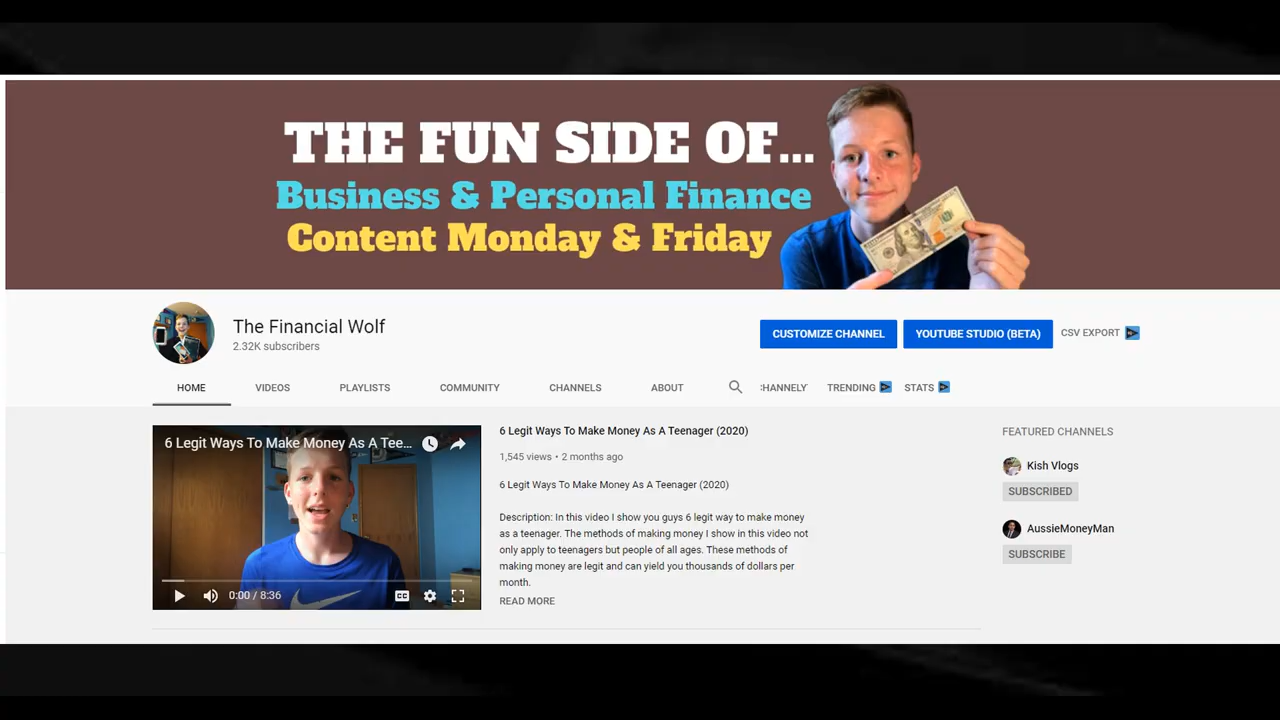 THE FUN SIDE OF...
Business & Personal Finance
Content Monday & Friday
The Financial Wolf
2.32K subscribers
CUSTOMIZE CHANNEL
YOUTUBE STUDIO (BETA)
CSV EXPORT
HOME
VIDEOS
PLAYLISTS
COMMUNITY
CHANNELS
ABOUT
:HANNELY
TRENDING
STATS
6 Legit Ways To Make Money As A Tee...
0:00 / 8:36
6 Legit Ways To Make Money As A Teenager (2020)
1,545 views • 2 months ago
6 Legit Ways To Make Money As A Teenager (2020)
Description: In this video I show you guys 6 legit way to make money
as a teenager. The methods of making money I show in this video not
only apply to teenagers but people of all ages. These methods of
making money are legit and can yield you thousands of dollars per
month.
READ MORE
FEATURED CHANNELS
Kish Vlogs
SUBSCRIBED
AussieMoneyMan
SUBSCRIBE